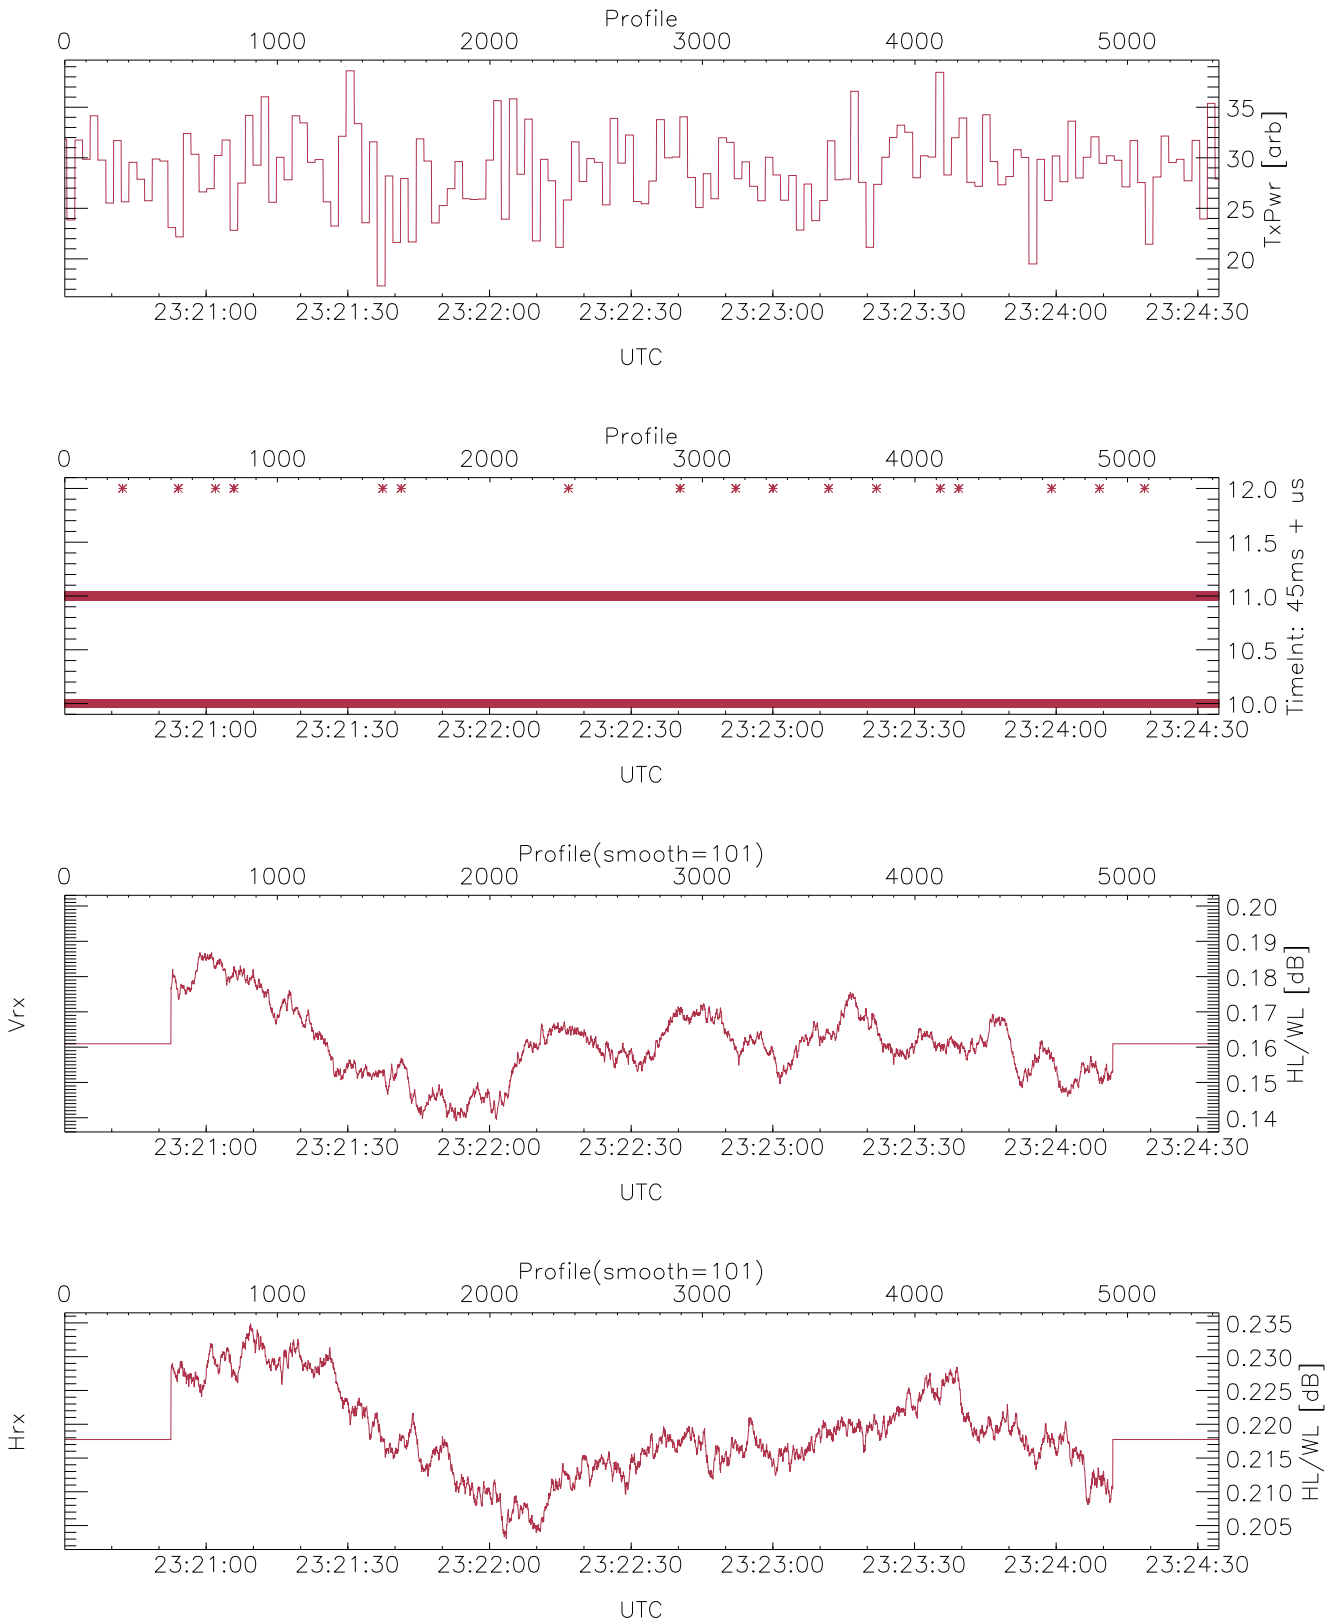 Profile
0 1000 2000 3000 4000 5000
35
30
25
20
TxPwr [arb]
23:21:00 23:21:30 23:22:00 23:22:30 23:23:00 23:23:30 23:24:00 23:24:30
UTC
Profile
0 1000 2000 3000 4000 5000
12.0
11.5
11.0
10.5
10.0
TimeInt: 45ms + us
23:21:00 23:21:30 23:22:00 23:22:30 23:23:00 23:23:30 23:24:00 23:24:30
UTC
Profile(smooth=101)
0 1000 2000 3000 4000 5000
Vrx
0.20
0.19
0.18
0.17
0.16
0.15
0.14
HL/WL [dB]
23:21:00 23:21:30 23:22:00 23:22:30 23:23:00 23:23:30 23:24:00 23:24:30
UTC
Profile(smooth=101)
0 1000 2000 3000 4000 5000
Hrx
0.235
0.230
0.225
0.220
0.215
0.210
0.205
HL/WL [dB]
23:21:00 23:21:30 23:22:00 23:22:30 23:23:00 23:23:30 23:24:00 23:24:30
UTC